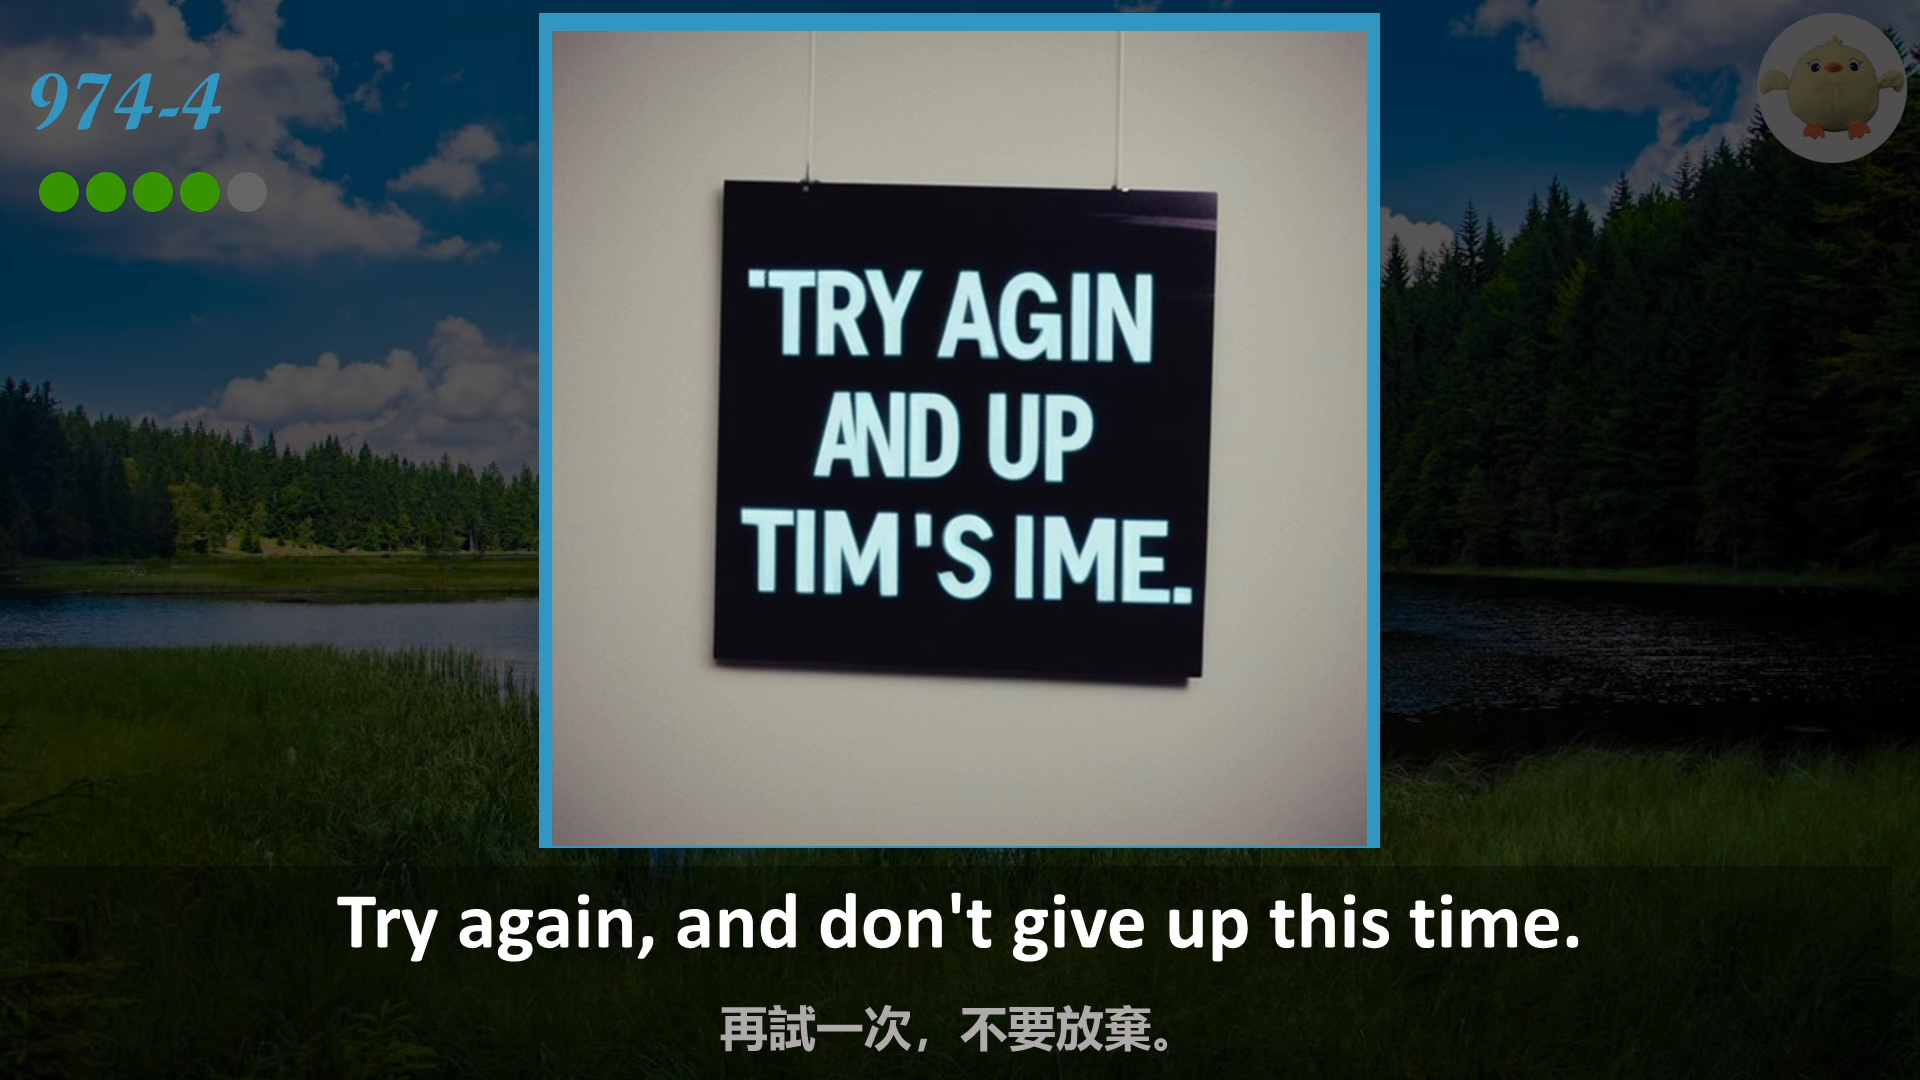 974-4
"TRY AGIN
AND UP
TIM'S IME.
Try again, and don't give up this time.
再試一次，不要放棄。